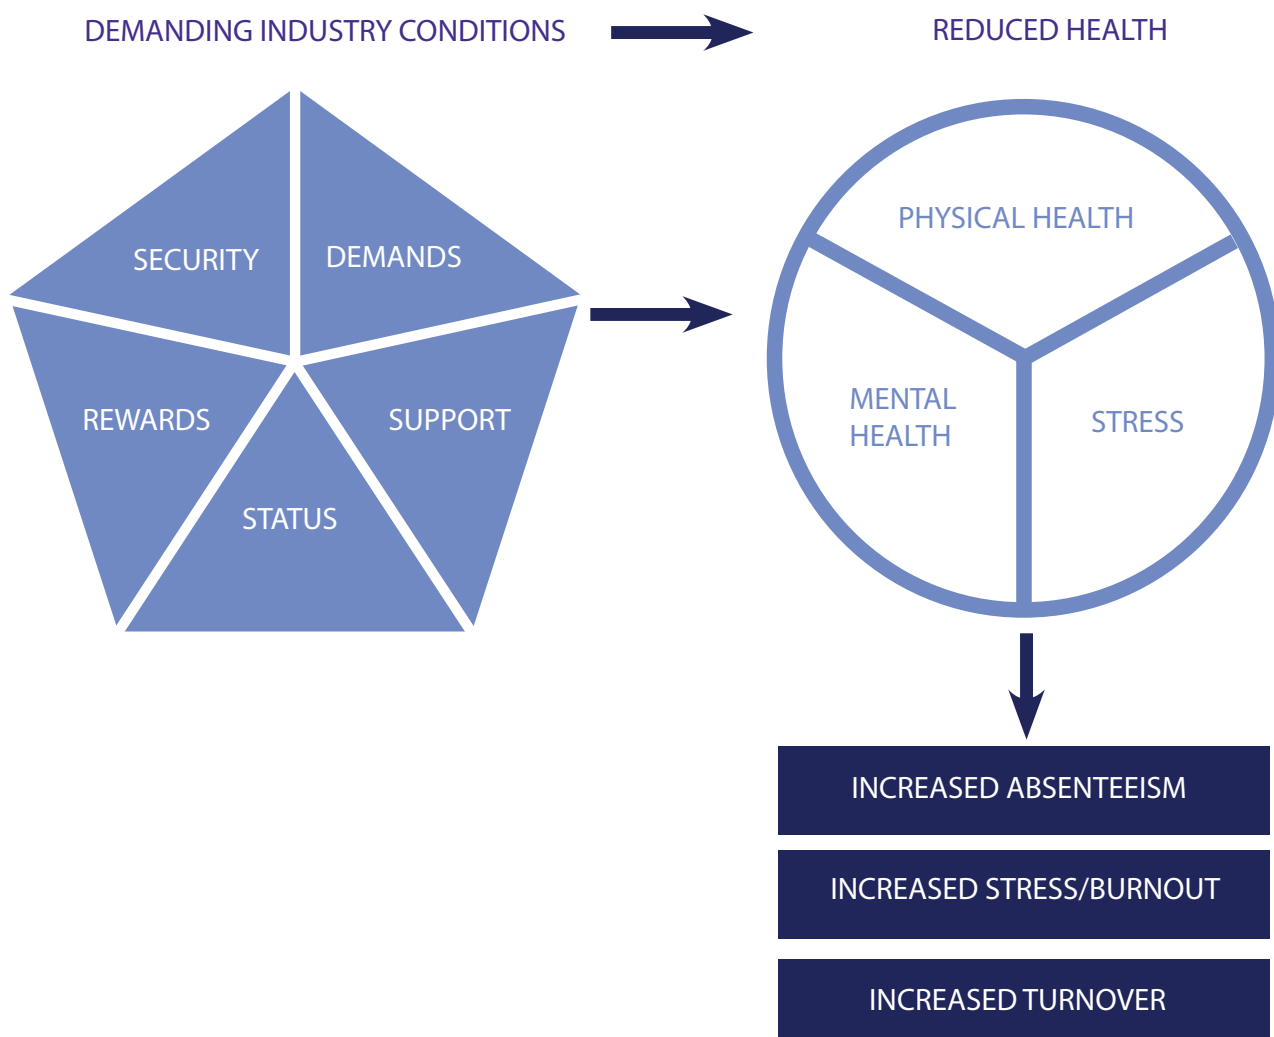 DEMANDING INDUSTRY CONDITIONS
REDUCED HEALTH
SECURITY
DEMANDS
REWARDS
SUPPORT
STATUS
PHYSICAL HEALTH
MENTAL
HEALTH
STRESS
INCREASED ABSENTEEISM
INCREASED STRESS/BURNOUT
INCREASED TURNOVER